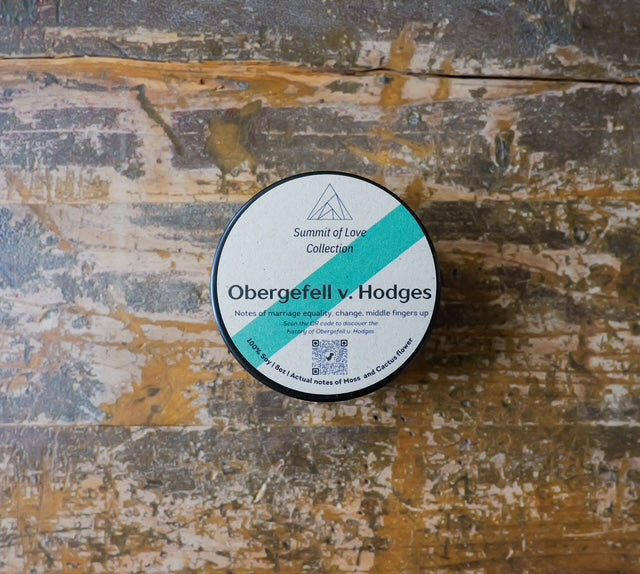 Summit of Love
Collection
Obergefell v. Hodges
Notes of marriage equality, change, middle fingers up
Scan the QR code to discover the
history of Obergefell v. Hodges
100% Soy | 8oz | Actual notes of Moss and Cactus flower